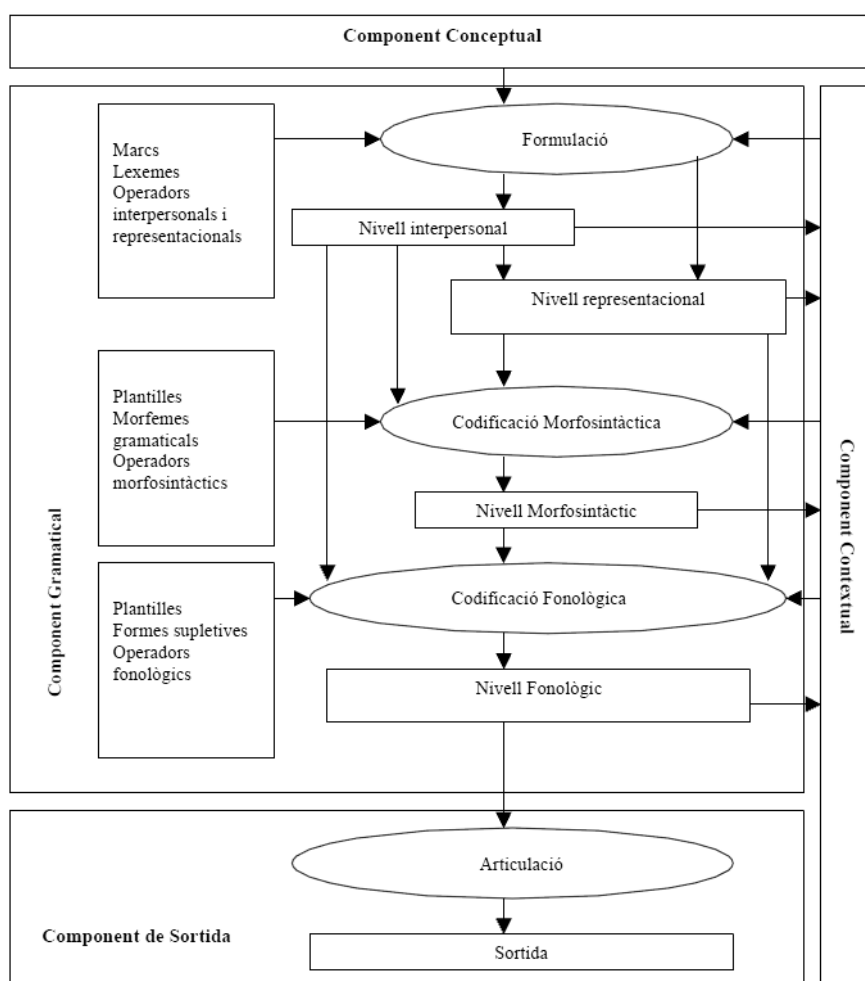 Component Conceptual
Formulació
Marcs
Lexemes
Operadors
interpersonals i
representacionals
Nivell interpersonal
Nivell representacional
Plantilles
Morfemes
gramaticals
Operadors
morfosintàctics
Codificació Morfosintàctica
Nivell Morfosintàctic
Plantilles
Formes supletives
Operadors
fonològics
Codificació Fonològica
Nivell Fonològic
Component Gramatical
Component Contextual
Articulació
Component de Sortida
Sortida